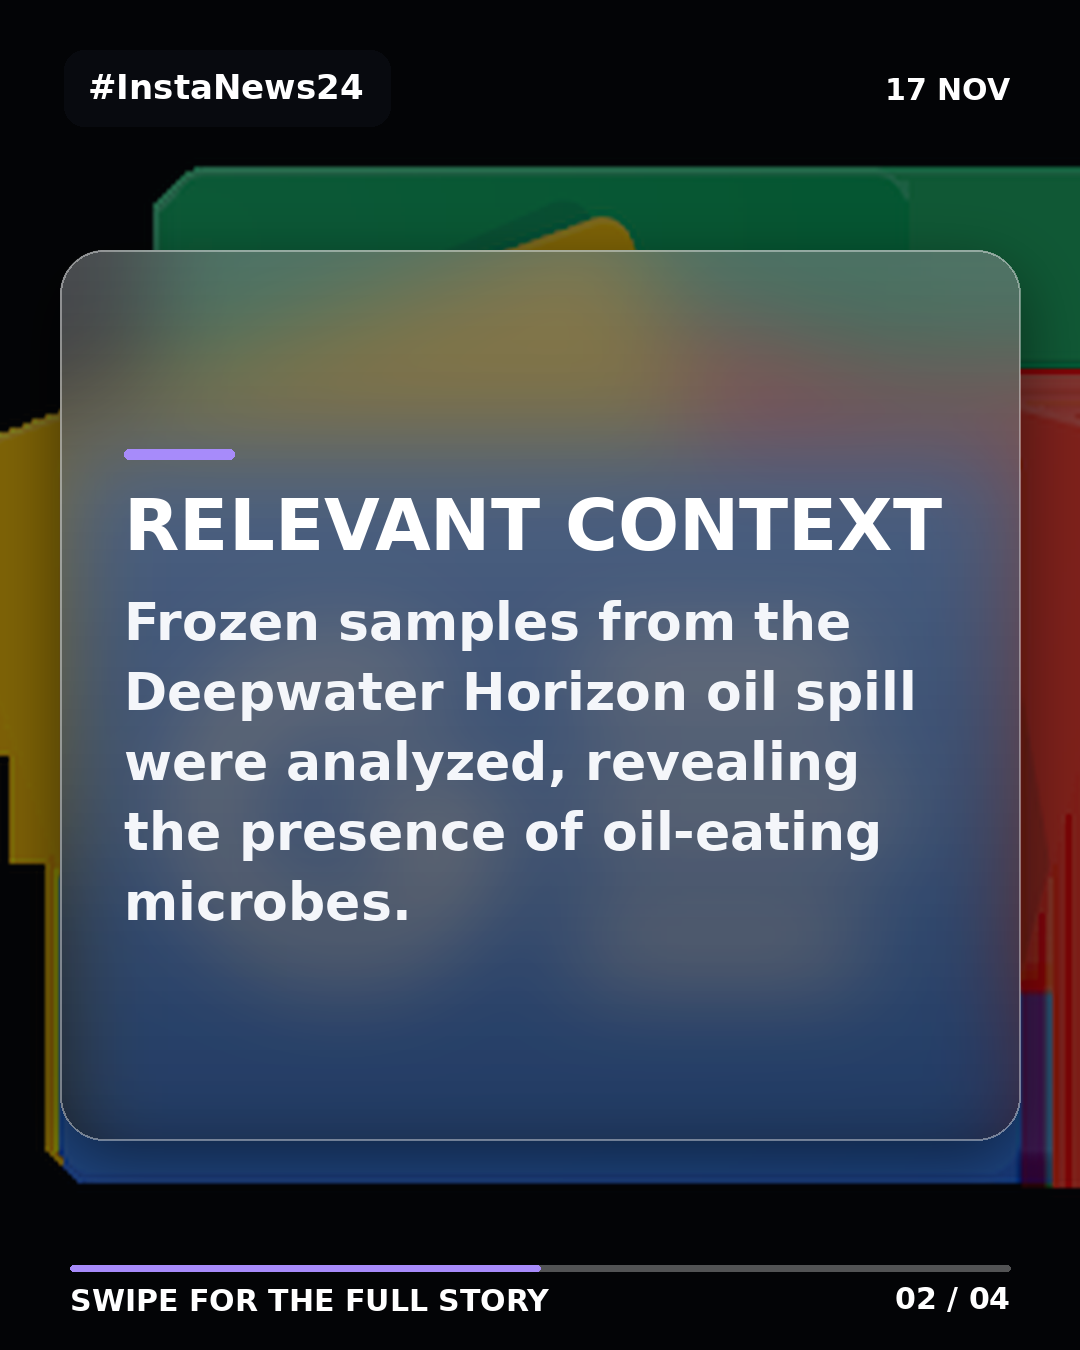 #InstaNews24
17 NOV
RELEVANT CONTEXT
Frozen samples from the
Deepwater Horizon oil spill
were analyzed, revealing
the presence of oil-eating
microbes.
SWIPE FOR THE FULL STORY
02 / 04